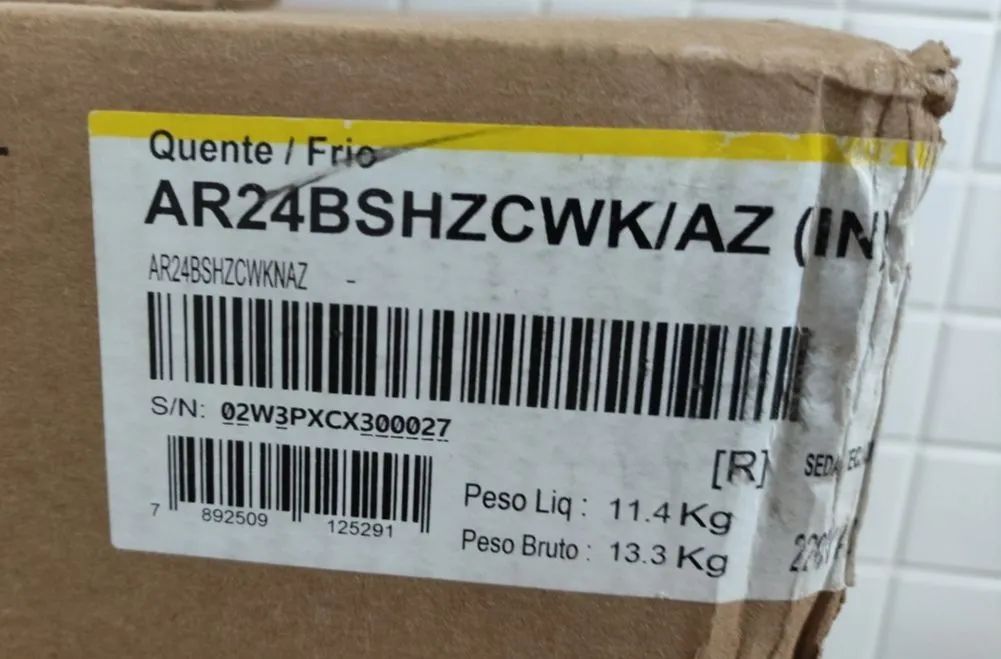 Quente / Frio
AR24BSHZCWK/AZ (IN)
AR24BSHZCWKNAZ -
S/N: 02W3PXCX300027
[R]
7 892509 125291
Peso Liq : 11.4 Kg
Peso Bruto : 13.3 Kg